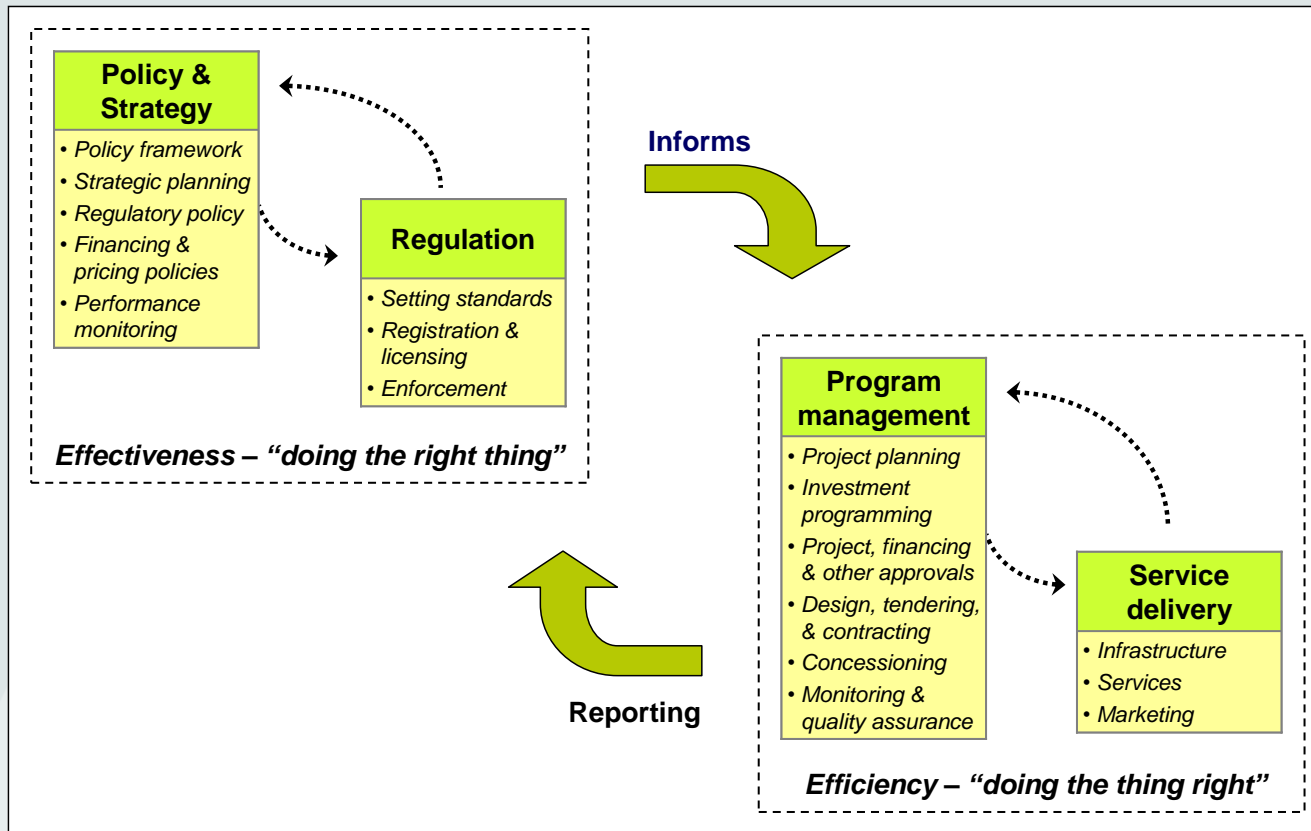 Policy &
Strategy
• Policy framework
• Strategic planning
• Regulatory policy
• Financing &
pricing policies
• Performance
monitoring
Regulation
• Setting standards
• Registration &
licensing
• Enforcement
Effectiveness – “doing the right thing”
Informs
Reporting
Program
management
• Project planning
• Investment
programming
• Project, financing
& other approvals
• Design, tendering,
& contracting
• Concessioning
• Monitoring &
quality assurance
Service
delivery
• Infrastructure
• Services
• Marketing
Efficiency – “doing the thing right”